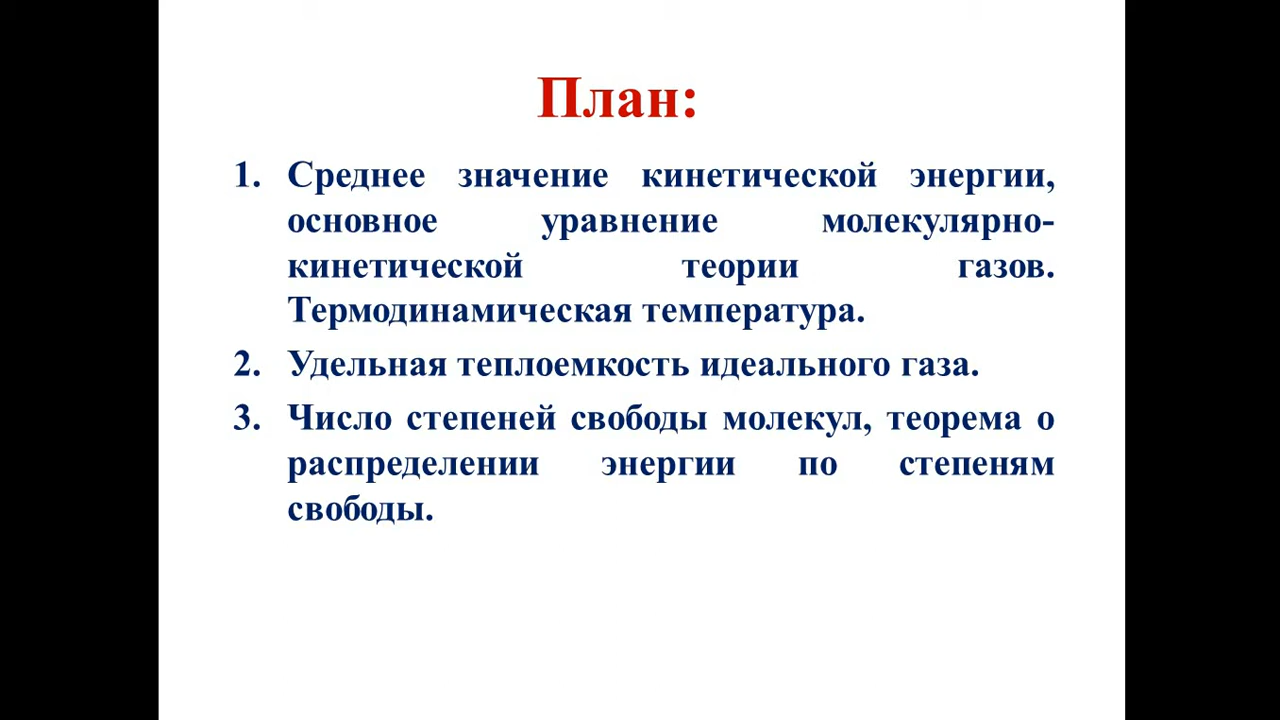 План:
1. Среднее значение кинетической энергии,
основное уравнение молекулярно-
кинетической теории газов.
Термодинамическая температура.
2. Удельная теплоемкость идеального газа.
3. Число степеней свободы молекул, теорема о
распределении энергии по степеням
свободы.